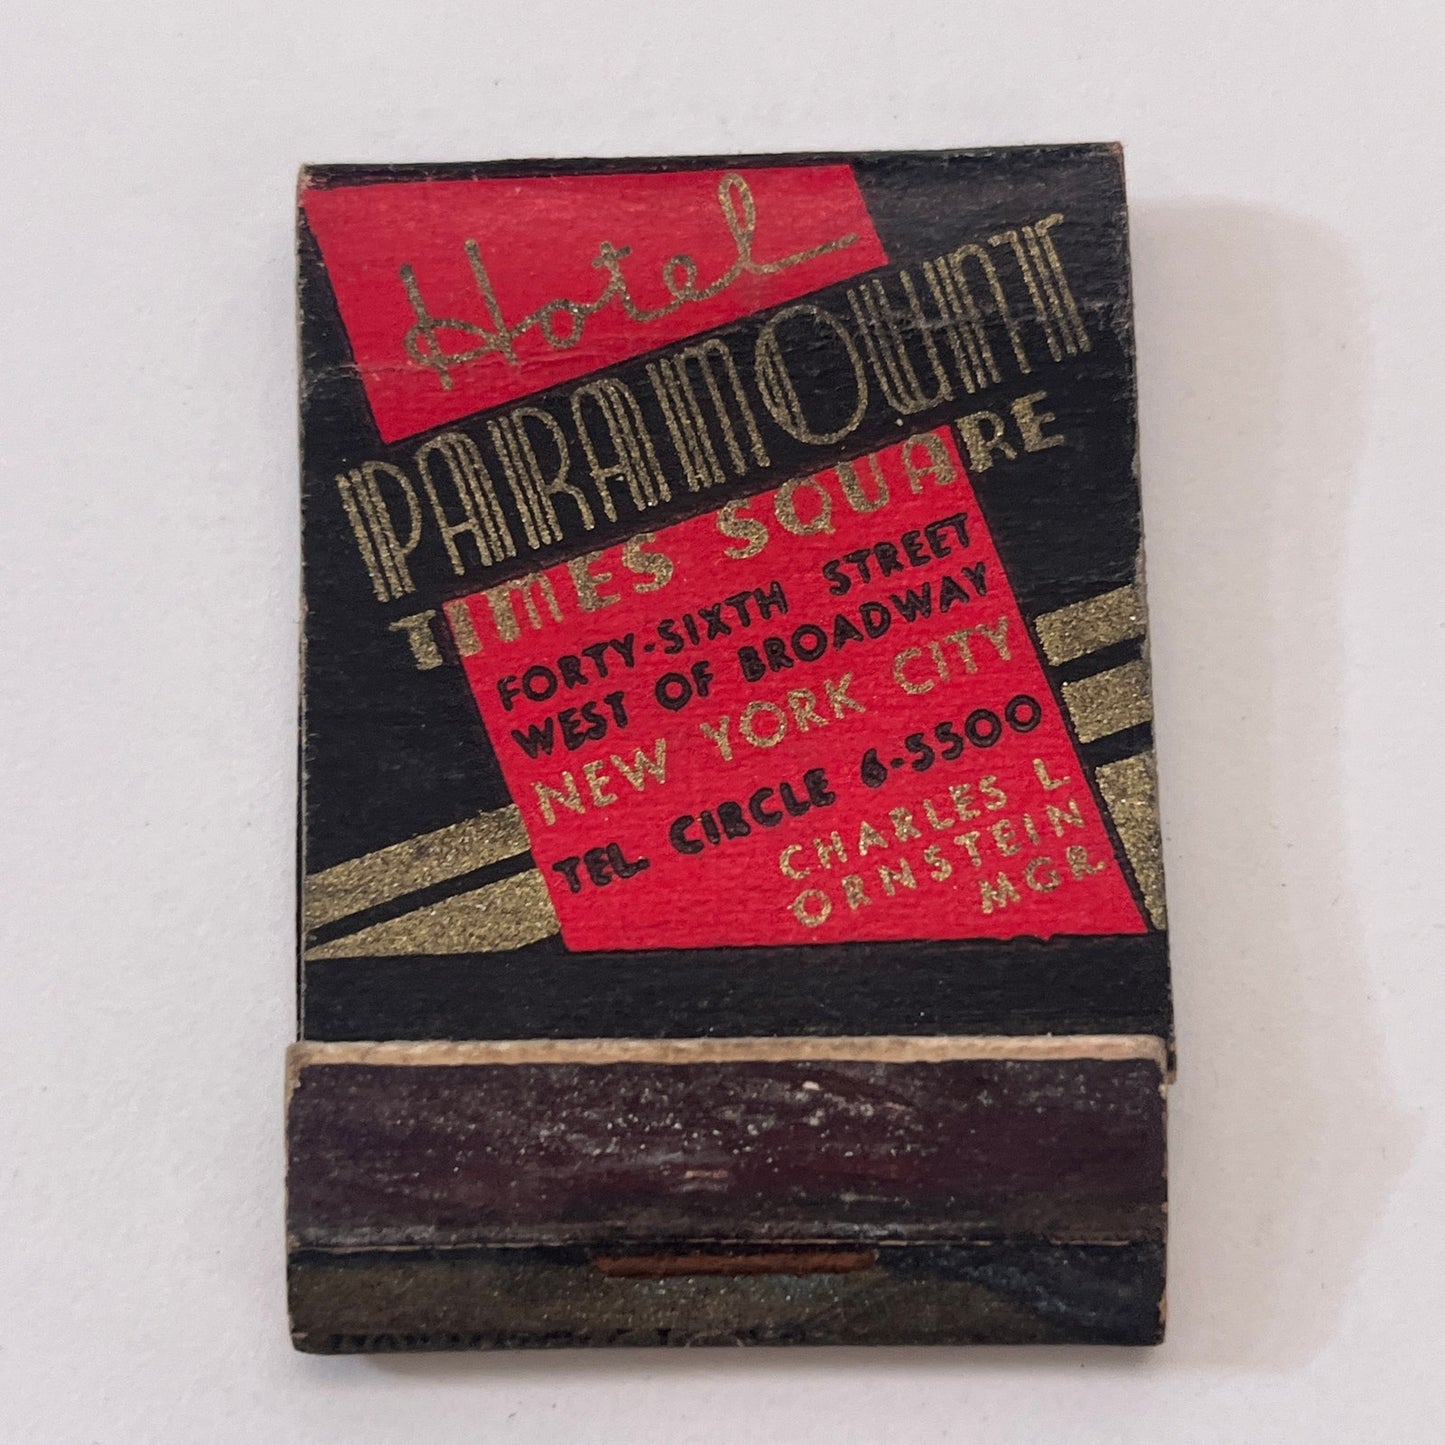 Hotel
PARAMOUNT
TIMES SQUARE
FORTY-SIXTH STREET
WEST OF BROADWAY
NEW YORK CITY
TEL. CIRCLE 6-5500
CHARLES L.
ORNSTEIN
MGR.